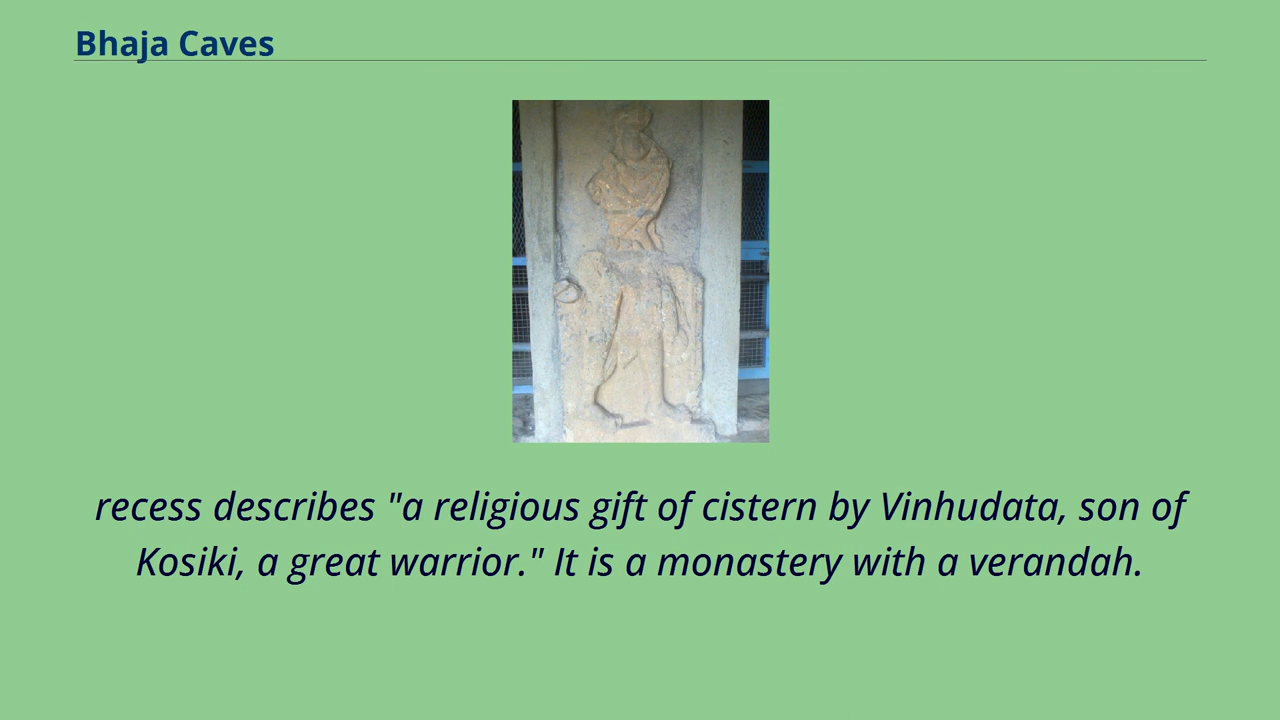 Bhaja Caves
recess describes "a religious gift of cistern by Vinhudata, son of
Kosiki, a great warrior." It is a monastery with a verandah.